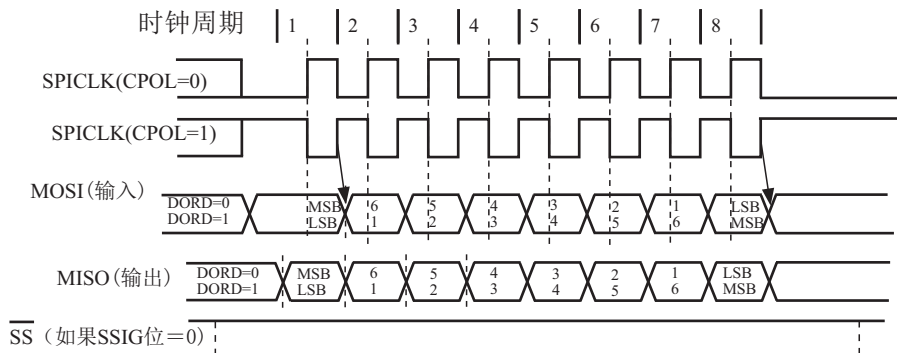 时钟周期 1 2 3 4 5 6 7 8
SPICLK(CPOL=0)
SPICLK(CPOL=1)
MOSI(输入)
DORD=0 MSB 6 5 4 3 2 1 LSB
DORD=1 LSB 1 2 3 4 5 6 MSB
MISO(输出)
DORD=0 MSB 6 5 4 3 2 1 LSB
DORD=1 LSB 1 2 3 4 5 6 MSB
SS（如果SSIG位＝0）